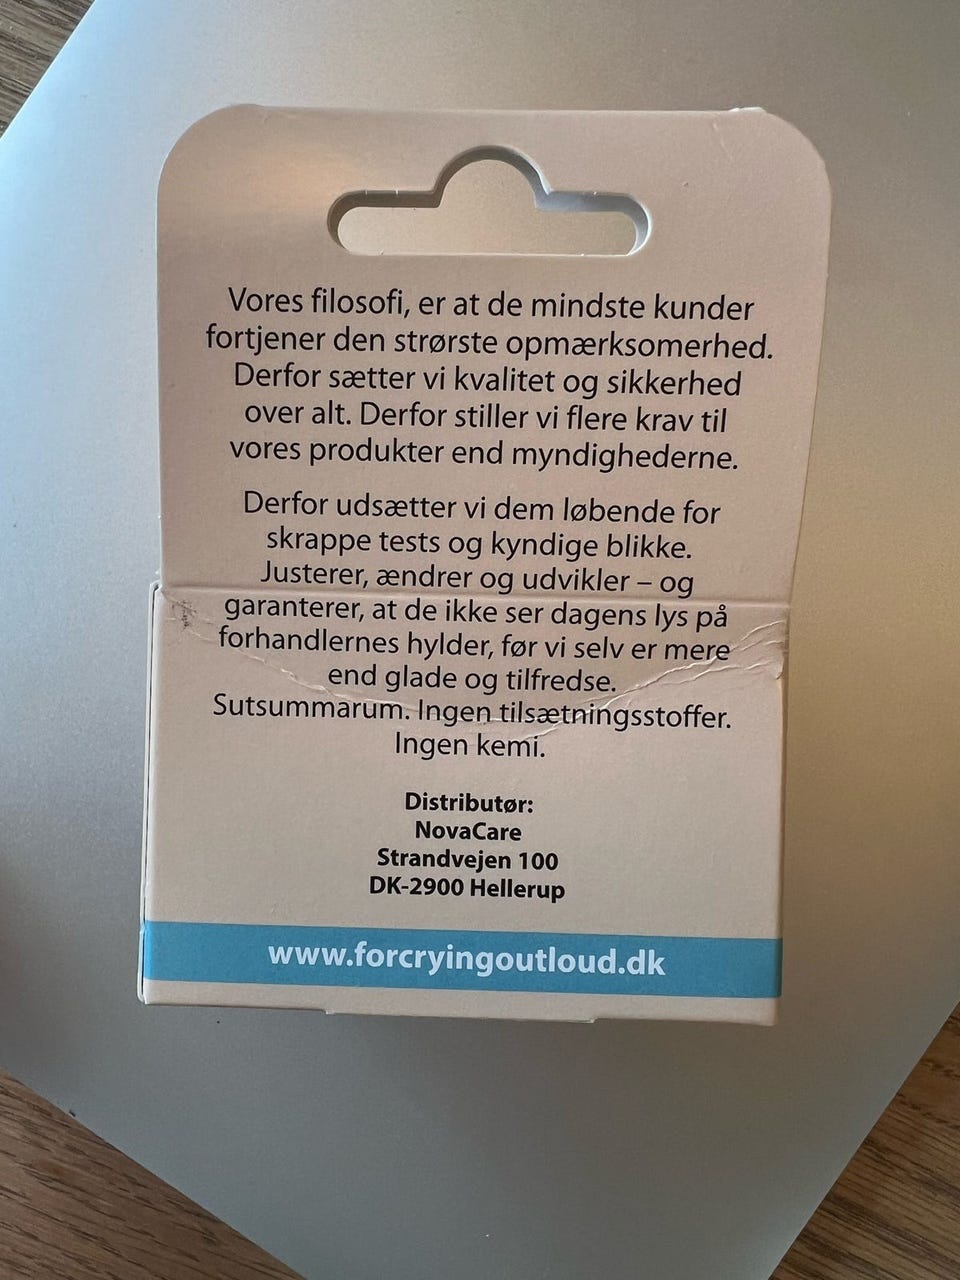 Vores filosofi, er at de mindste kunder
fortjener den strørste opmærksomerhed.
Derfor sætter vi kvalitet og sikkerhed
over alt. Derfor stiller vi flere krav til
vores produkter end myndighederne.
Derfor udsætter vi dem løbende for
skrappe tests og kyndige blikke.
Justerer, ændrer og udvikler – og
garanterer, at de ikke ser dagens lys på
forhandlernes hylder, før vi selv er mere
end glade og tilfredse.
Sutsummarum. Ingen tilsætningsstoffer.
Ingen kemi.
Distributør:
NovaCare
Strandvejen 100
DK-2900 Hellerup
www.forcryingoutloud.dk